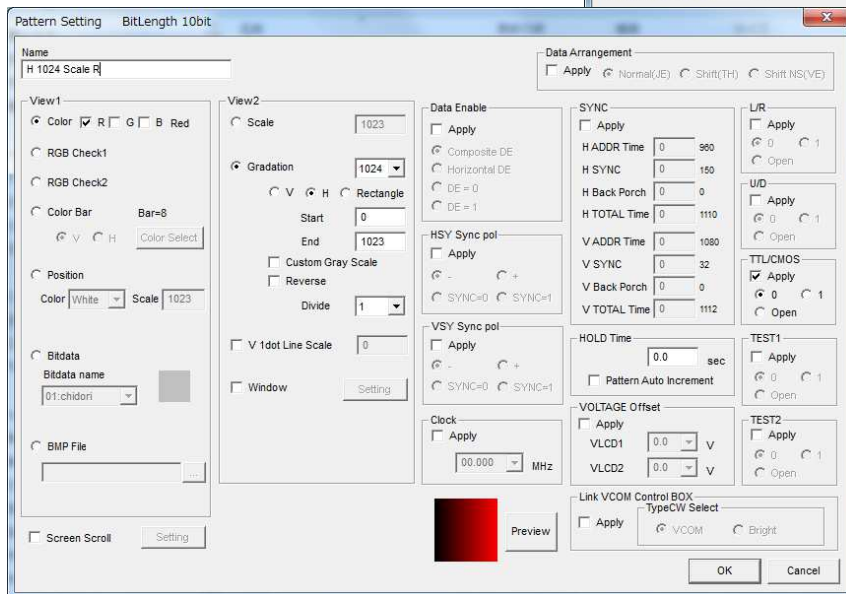 Pattern Setting BitLength 10bit
Name
H 1024 Scale R
Data Arrangement
Apply Normal(JE) Shift(TH) Shift NS(VE)
View1
Color R G B Red
RGB Check1
RGB Check2
Color Bar Bar=8
V H Color Select
Position
Color White Scale 1023
Bitdata
Bitdata name
01:chidori
BMP File
...
Screen Scroll Setting
View2
Scale 1023
Gradation 1024
V H Rectangle
Start 0
End 1023
Custom Gray Scale
Reverse
Divide 1
V 1dot Line Scale 0
Window Setting
Data Enable
Apply
Composite DE
Horizontal DE
DE = 0
DE = 1
HSY Sync pol
Apply
- +
SYNC=0 SYNC=1
VSY Sync pol
Apply
- +
SYNC=0 SYNC=1
Clock
Apply
00.000 MHz
Preview
SYNC
Apply
H ADDR Time 0 960
H SYNC 0 150
H Back Porch 0 0
H TOTAL Time 0 1110
V ADDR Time 0 1080
V SYNC 0 32
V Back Porch 0 0
V TOTAL Time 0 1112
HOLD Time
0.0 sec
Pattern Auto Increment
VOLTAGE Offset
Apply
VLCD1 0.0 V
VLCD2 0.0 V
L/R
Apply
0 1
Open
U/D
Apply
0 1
Open
TTL/CMOS
Apply
0 1
Open
TEST1
Apply
0 1
Open
TEST2
Apply
0 1
Open
Link VCOM Control BOX
TypeCW Select
Apply VCOM Bright
OK Cancel